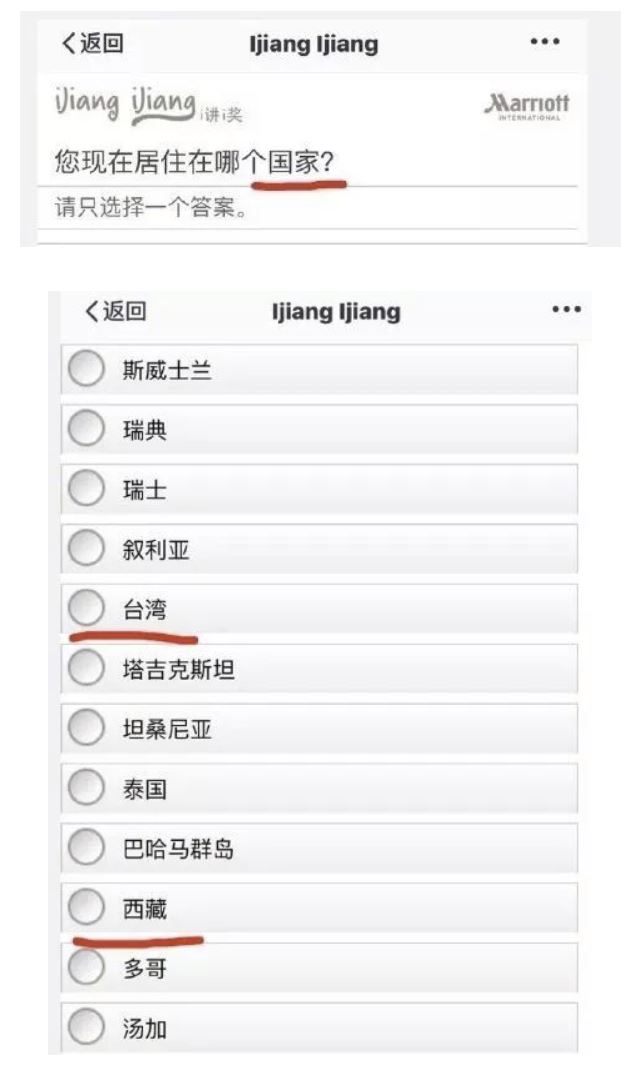 返回 Ijiang Ijiang
iJiang iJiang i讲i奖 Marriott
INTERNATIONAL
您现在居住在哪个国家?
请只选择一个答案。
返回 Ijiang Ijiang
斯威士兰
瑞典
瑞士
叙利亚
台湾
塔吉克斯坦
坦桑尼亚
泰国
巴哈马群岛
西藏
多哥
汤加